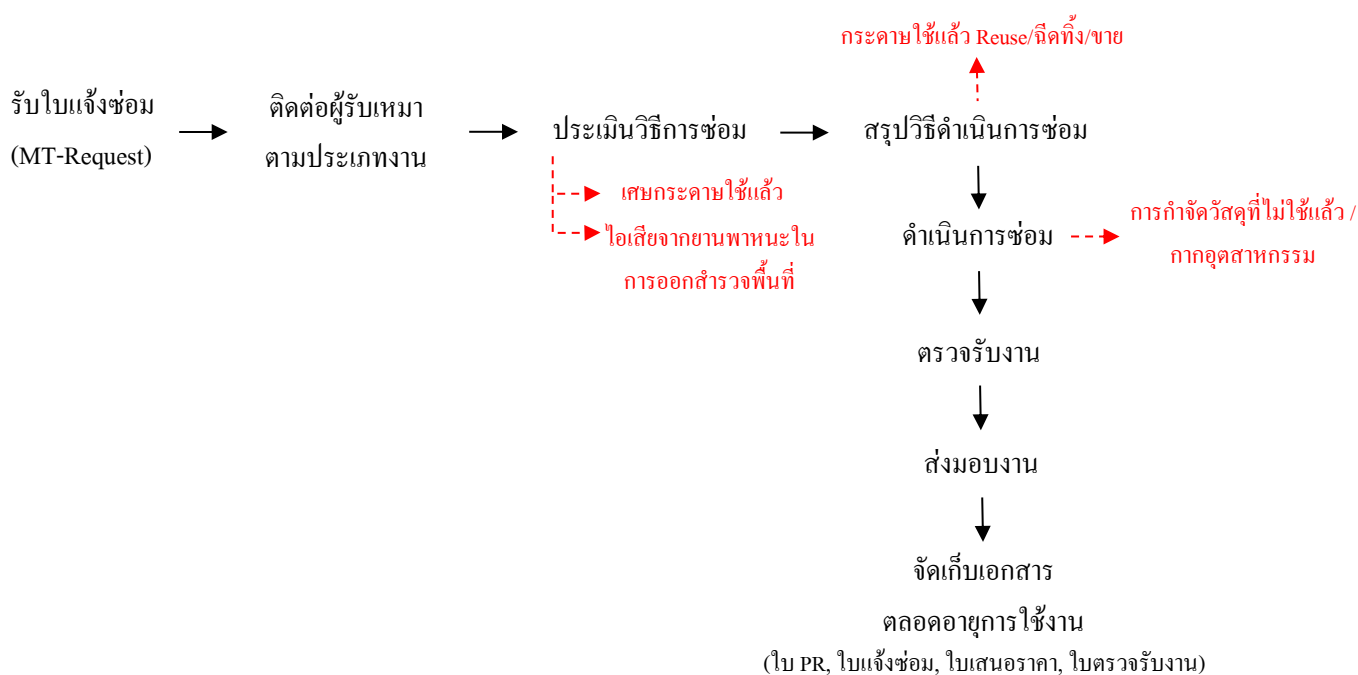 กระดาษใช้แล้ว Reuse/ฉีดทิ้ง/ขาย
รับใบแจ้งซ่อม
(MT-Request)
ติดต่อผู้รับเหมา
ตามประเภทงาน
ประเมินวิธีการซ่อม
สรุปวิธีดำเนินการซ่อม
เศษกระดาษใช้แล้ว
ไอเสียจากยานพาหนะใน
การออกสำรวจพื้นที่
ดำเนินการซ่อม
การกำจัดวัสดุที่ไม่ใช้แล้ว /
กากอุตสาหกรรม
ตรวจรับงาน
ส่งมอบงาน
จัดเก็บเอกสาร
ตลอดอายุการใช้งาน
(ใบ PR, ใบแจ้งซ่อม, ใบเสนอราคา, ใบตรวจรับงาน)